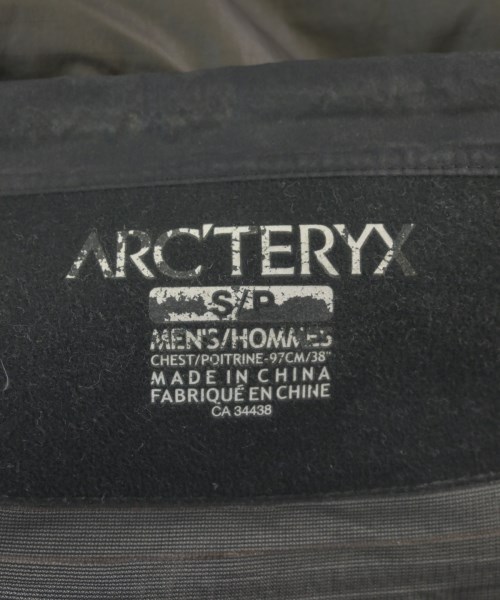 ARC'TERYX
S/P
MEN'S/HOMMES
CHEST/POITRINE-97CM/38"
MADE IN CHINA
FABRIQUÉ EN CHINE
CA 34438